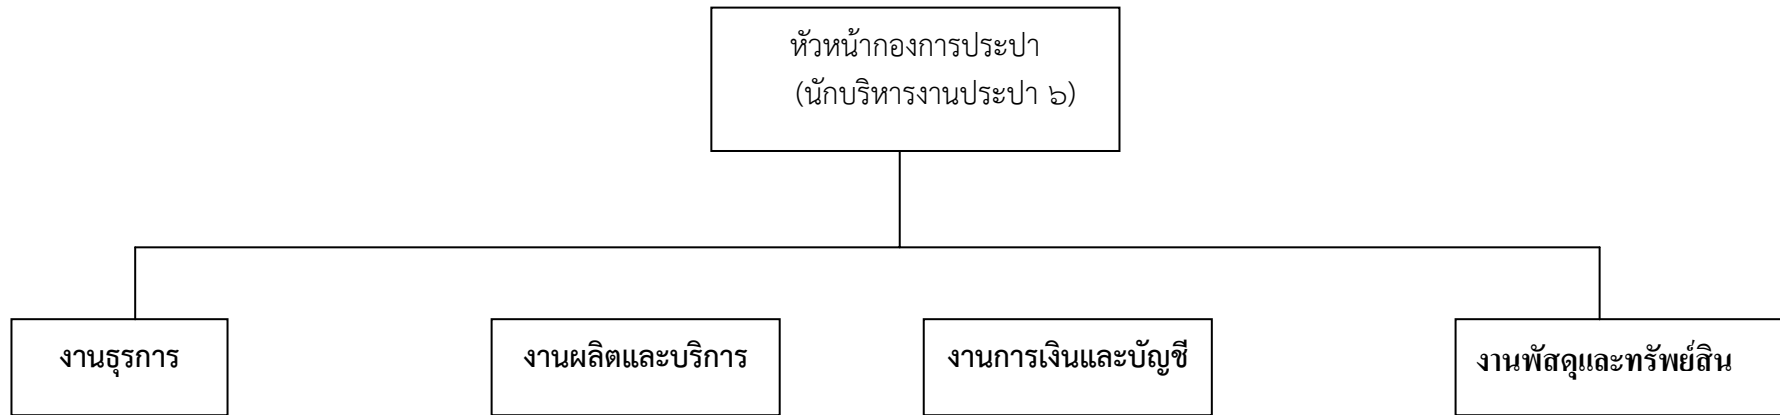 หัวหน้ากองการประปา
(นักบริหารงานประปา ๖)
งานธุรการ
งานผลิตและบริการ
งานการเงินและบัญชี
งานพัสดุและทรัพย์สิน